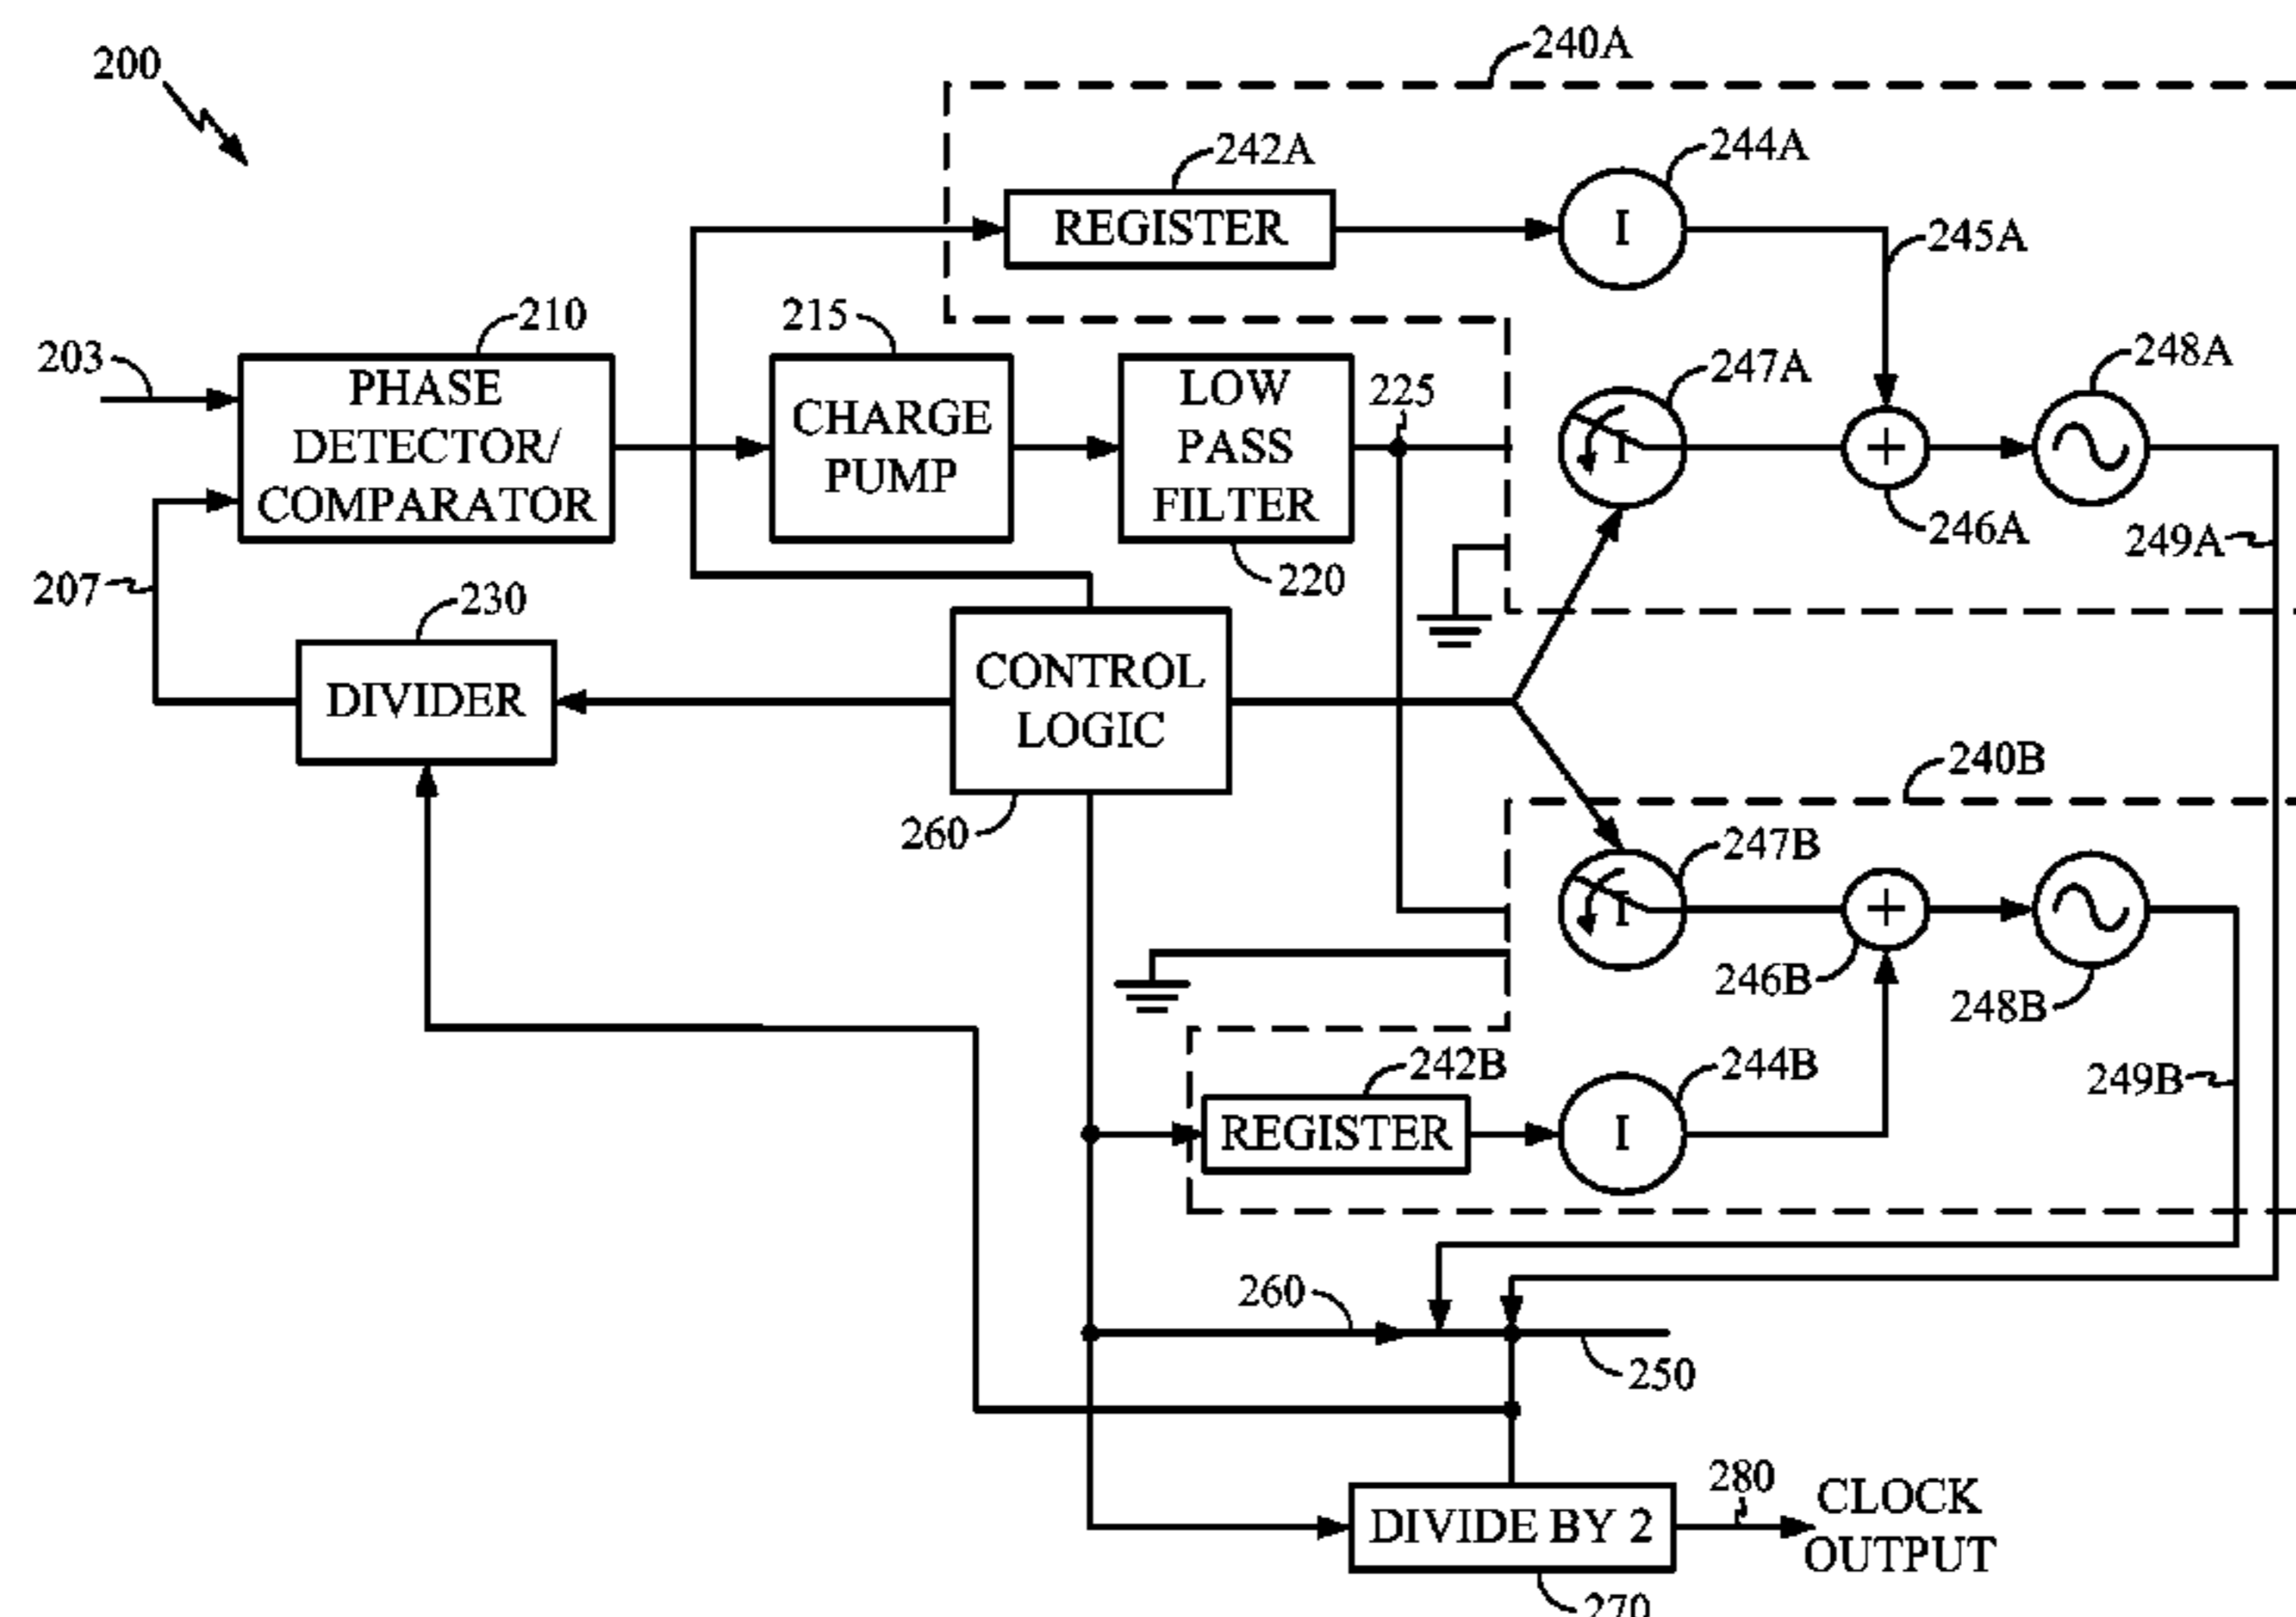 200
240A
242A
REGISTER
244A
I
245A
203
210
PHASE
DETECTOR/
COMPARATOR
215
CHARGE
PUMP
LOW
PASS
FILTER
220
225
247A
I
+
246A
248A
249A
207
230
DIVIDER
CONTROL
LOGIC
260
240B
247B
I
+
246B
248B
249B
242B
REGISTER
244B
I
260
250
DIVIDE BY 2
270
280
CLOCK
OUTPUT